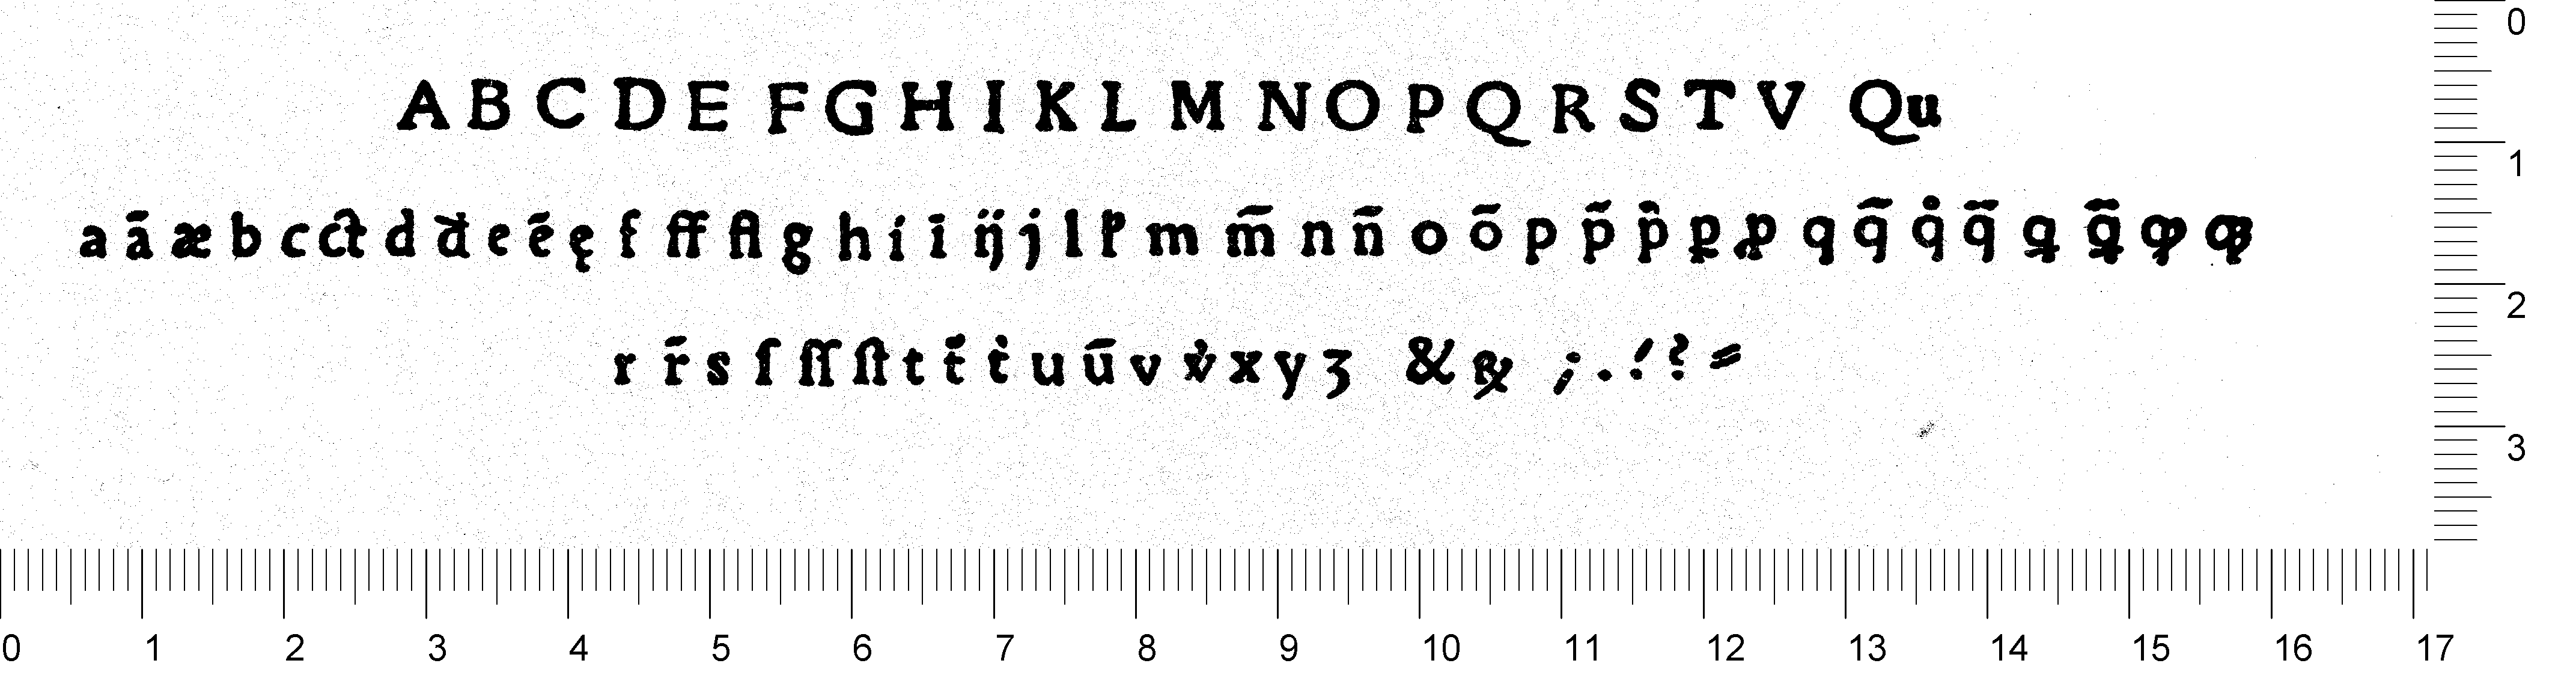 A B C D E F G H I K L M N O P Q R S T V Qu
a ā æ b c ct d đ e ē ę f ff fl g h i ī ij j l ꝉ m m̄ n n̄ o ō p p̄ p̂ ꝑ ꝓ q q̄ q̊ q̃ ꝗ ꝗ̃ ꝙ
r r̄ s ſ ſſ ſt t t̄ ṫ u ū v v̇ x y ʒ & ꝶ ; . ! ? =
0 1 2 3 4 5 6 7 8 9 10 11 12 13 14 15 16 17
0
1
2
3